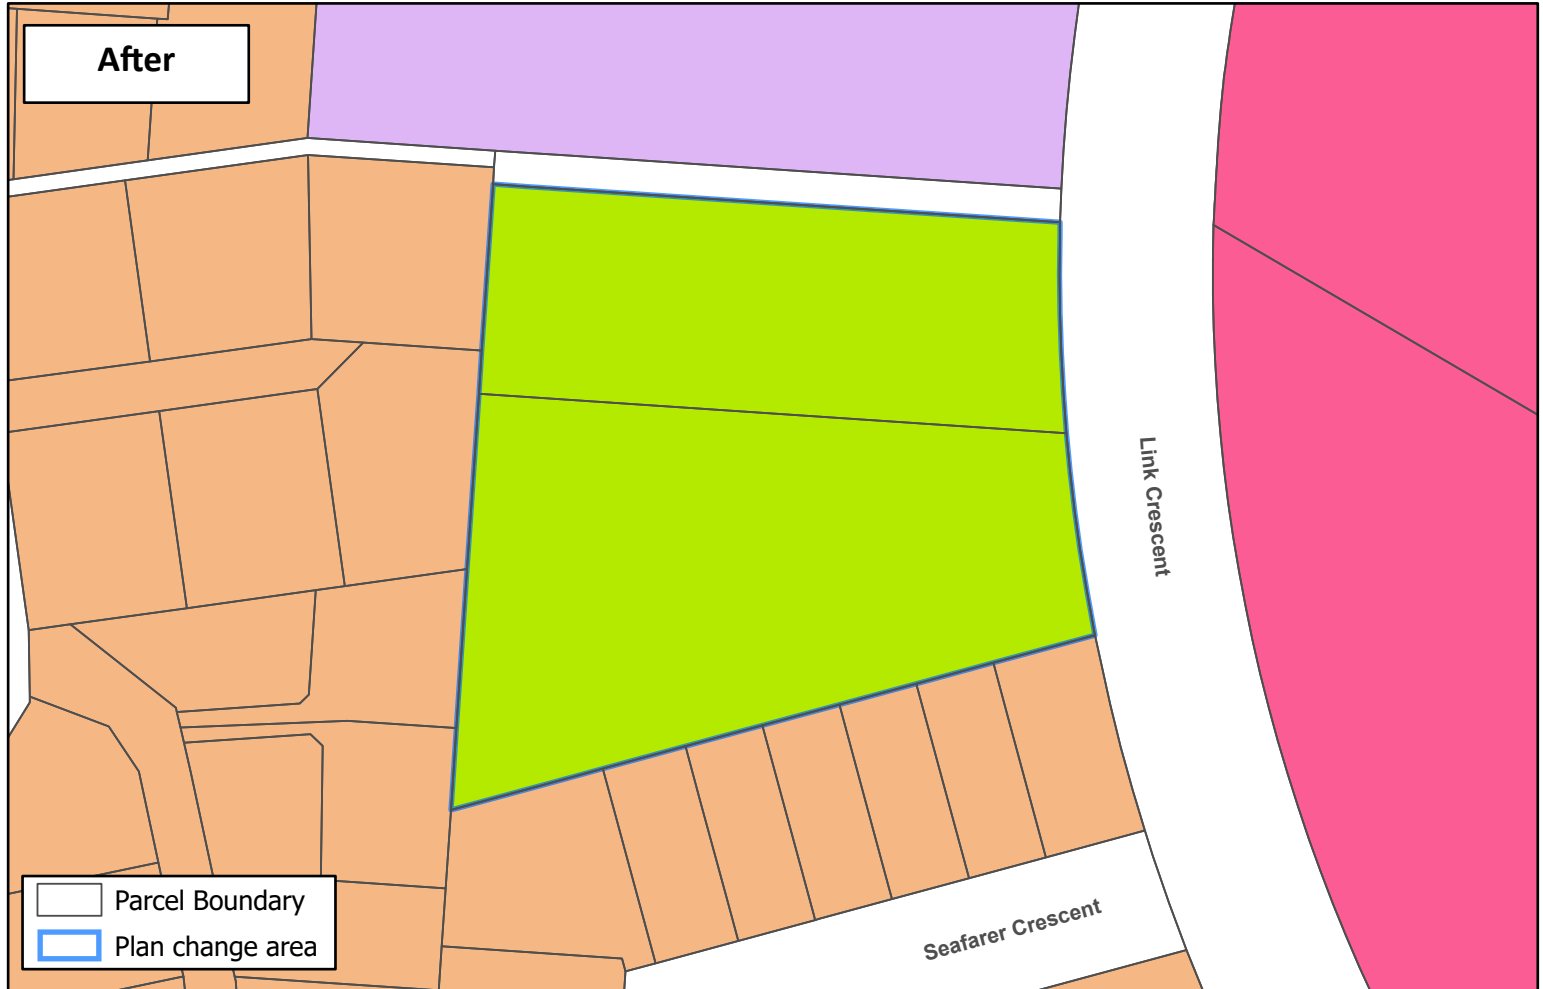 After
Link Crescent
Seafarer Crescent
Parcel Boundary
Plan change area